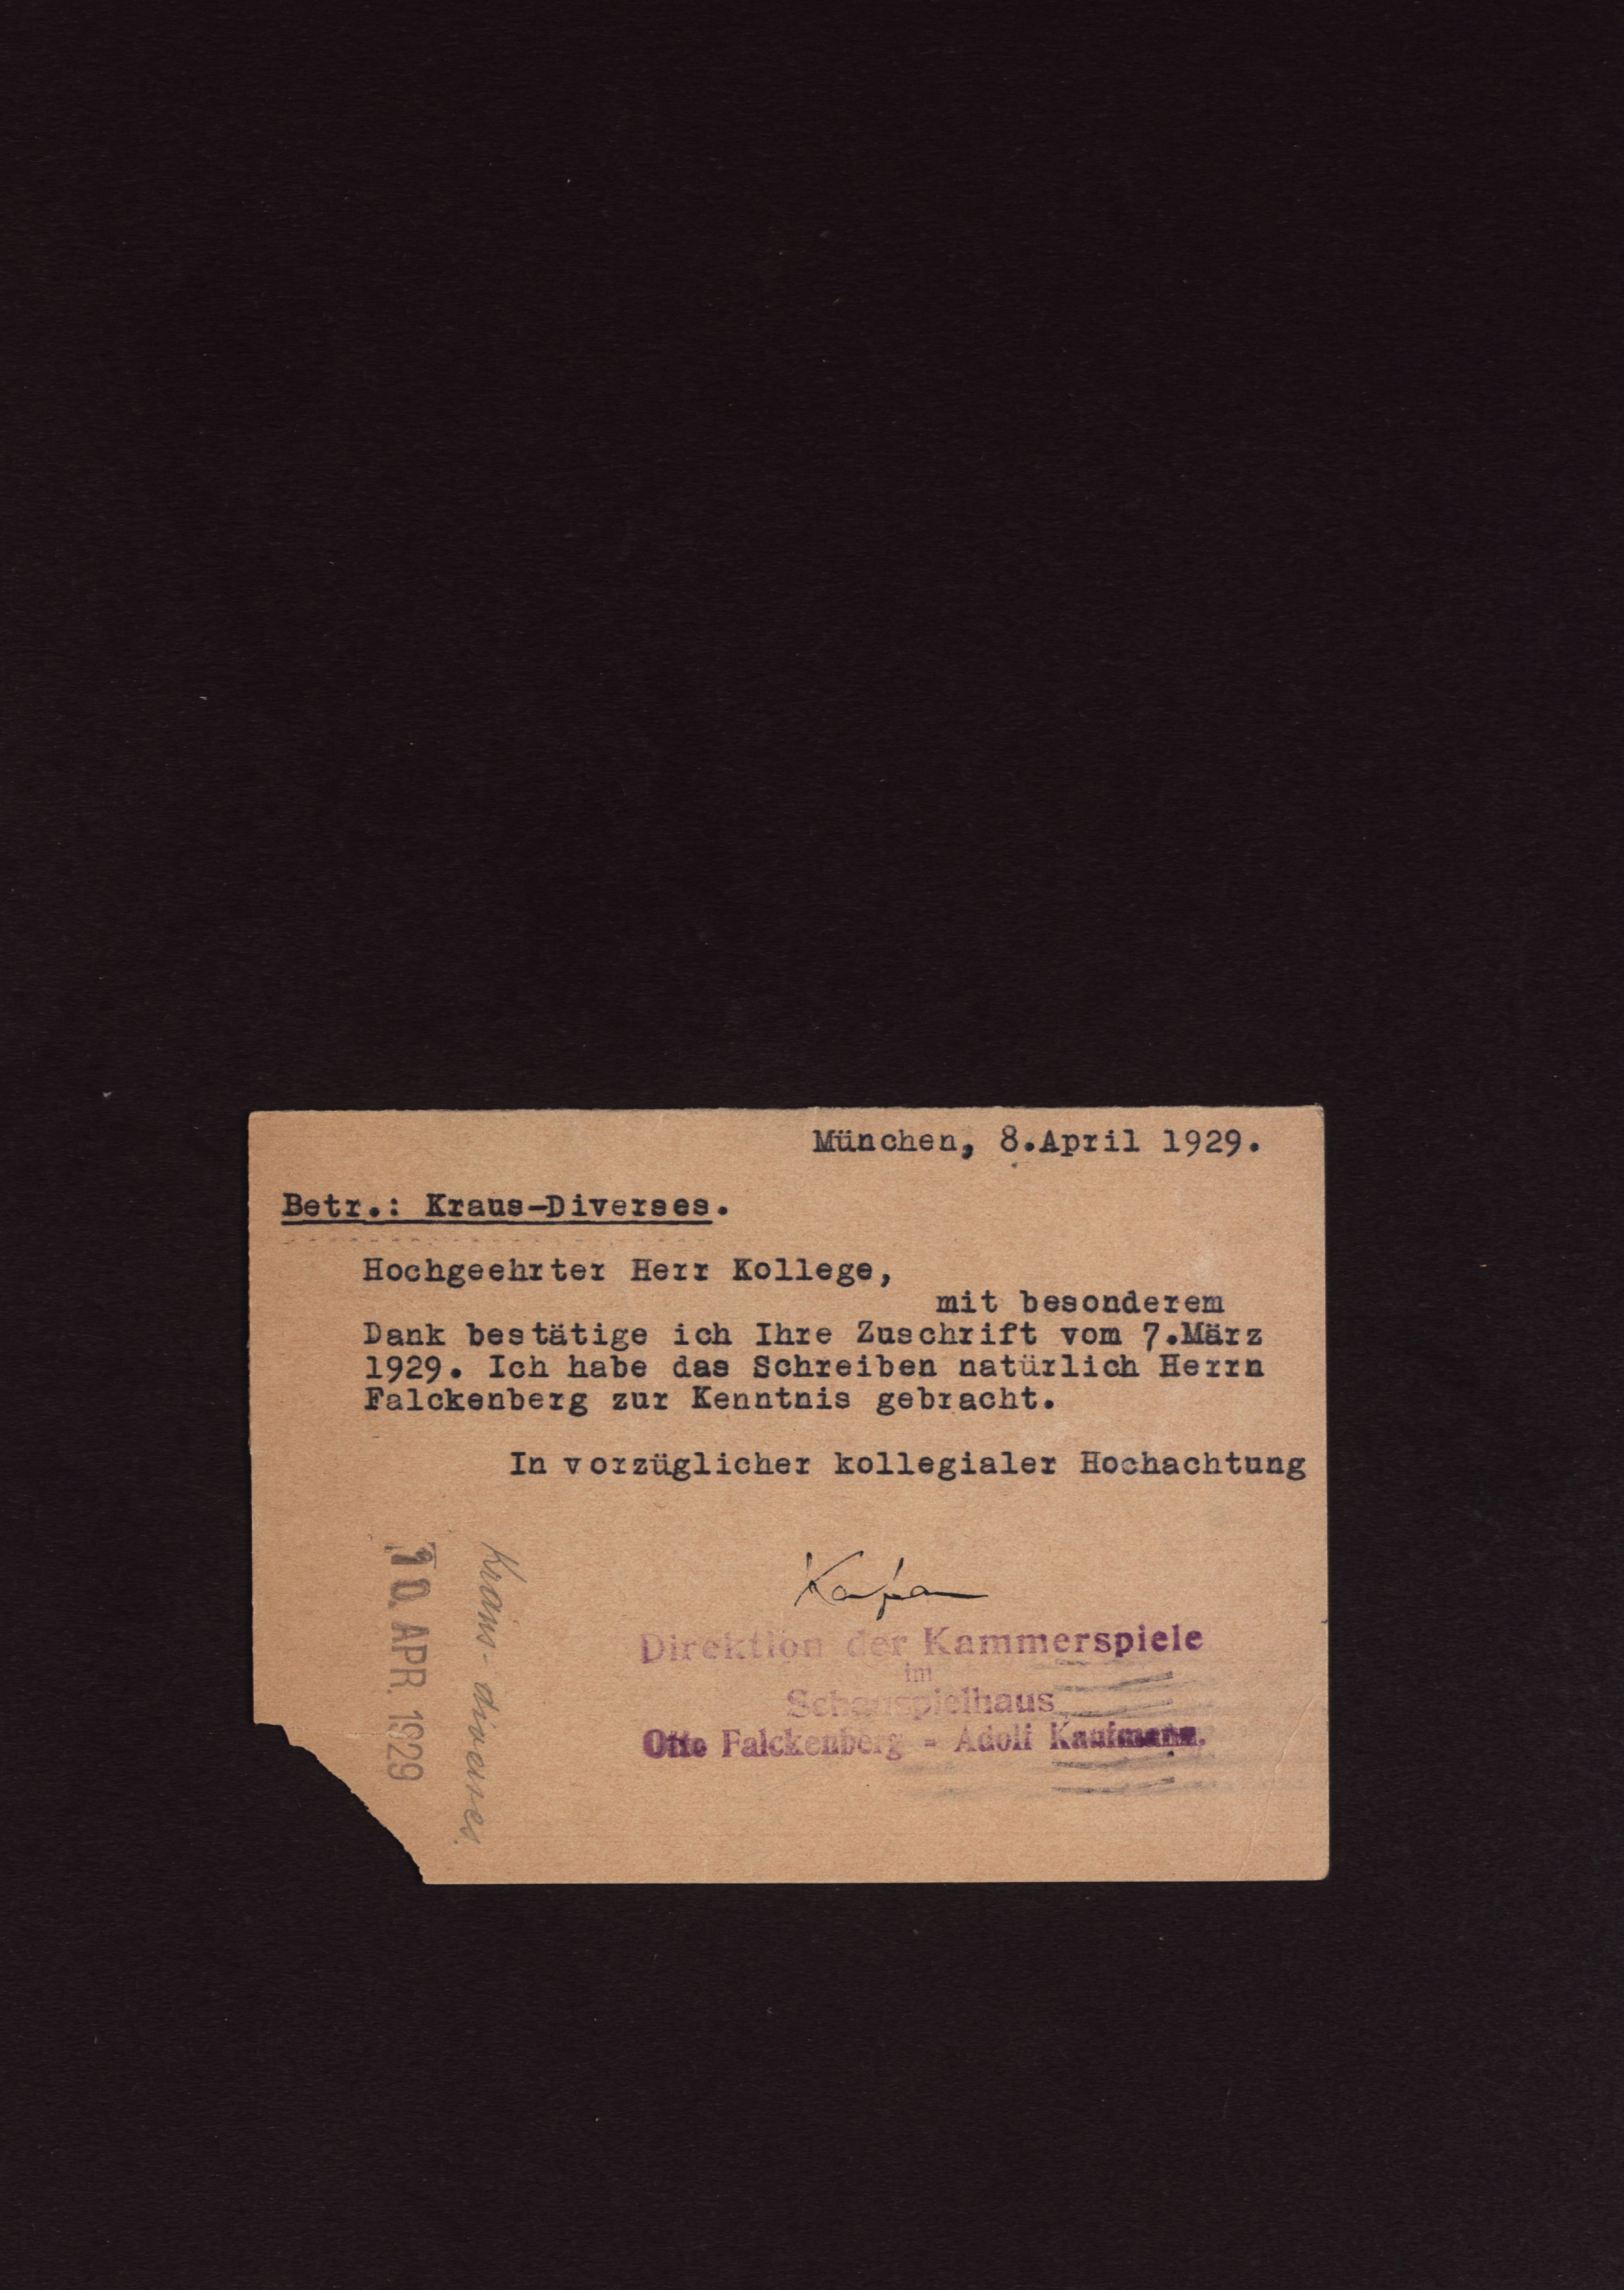 München, 8.April 1929.
Betr.: Kraus-Diverses.
Hochgeehrter Herr Kollege,
mit besonderem
Dank bestätige ich Ihre Zuschrift vom 7.März
1929. Ich habe das Schreiben natürlich Herrn
Falckenberg zur Kenntnis gebracht.
In vorzüglicher kollegialer Hochachtung
Direktion der Kammerspiele
im
Schauspielhaus
Otto Falckenberg - Adolf Kaufmann.
10. APR. 1929
Kraus - diverses.